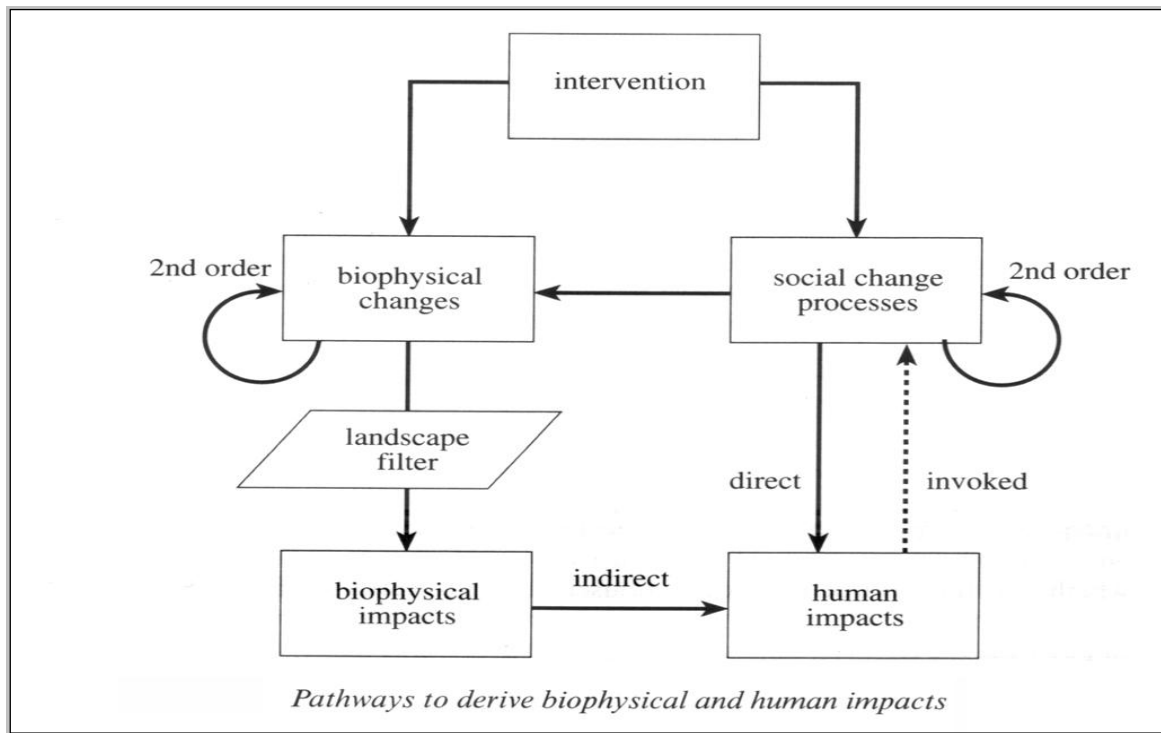 intervention
2nd order
biophysical
changes
social change
processes
2nd order
landscape
filter
direct
invoked
biophysical
impacts
indirect
human
impacts
Pathways to derive biophysical and human impacts